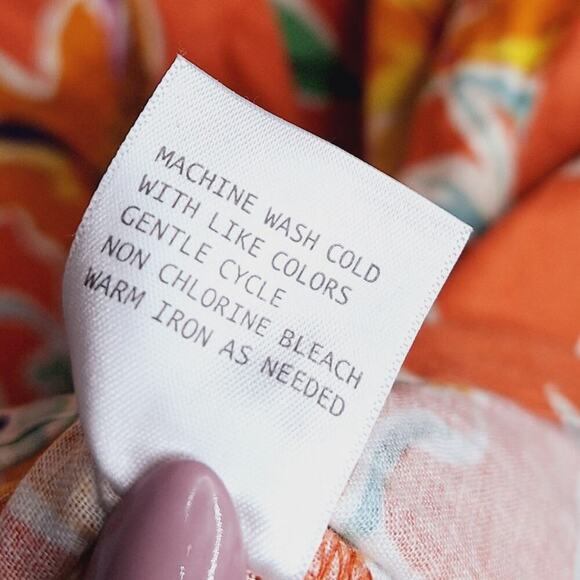 MACHINE WASH COLD
WITH LIKE COLORS
GENTLE CYCLE
NON CHLORINE BLEACH
WARM IRON AS NEEDED